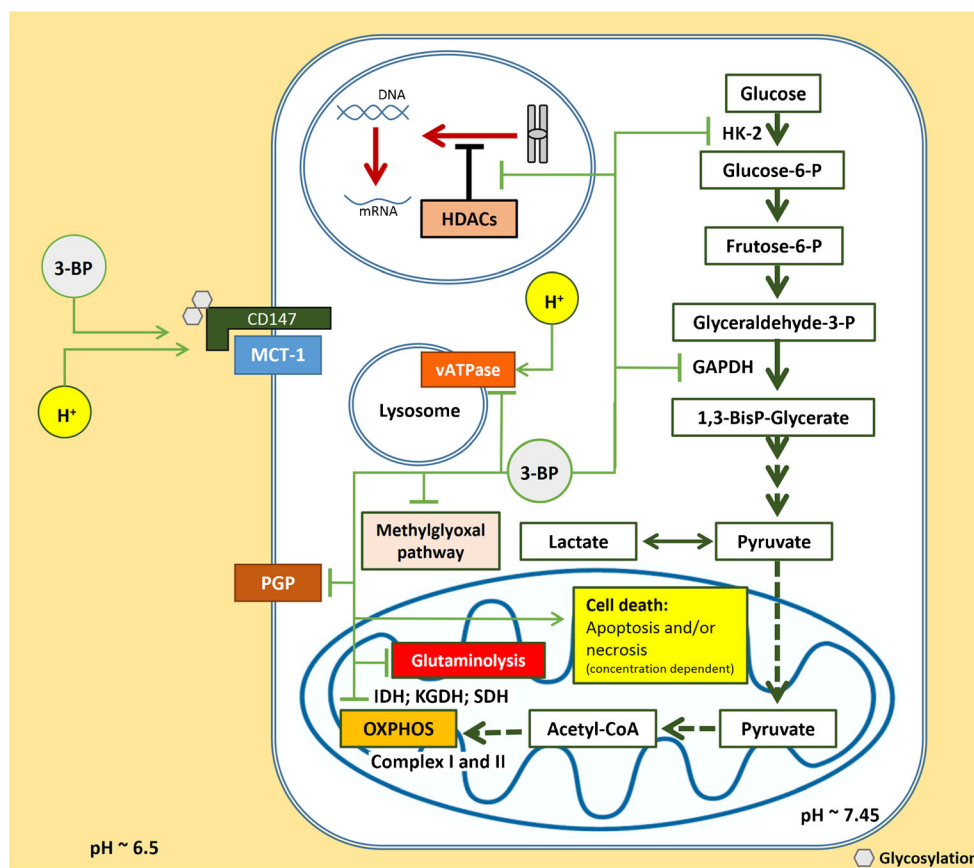 DNA
mRNA
HDACs
Glucose
HK-2
Glucose-6-P
Frutose-6-P
Glyceraldehyde-3-P
GAPDH
1,3-BisP-Glycerate
3-BP
H⁺
CD147
MCT-1
H⁺
vATPase
Lysosome
3-BP
Methylglyoxal
pathway
Lactate
Pyruvate
PGP
Cell death:
Apoptosis and/or
necrosis
(concentration dependent)
Glutaminolysis
IDH; KGDH; SDH
OXPHOS
Acetyl-CoA
Pyruvate
Complex I and II
pH ~ 7.45
pH ~ 6.5
Glycosylation